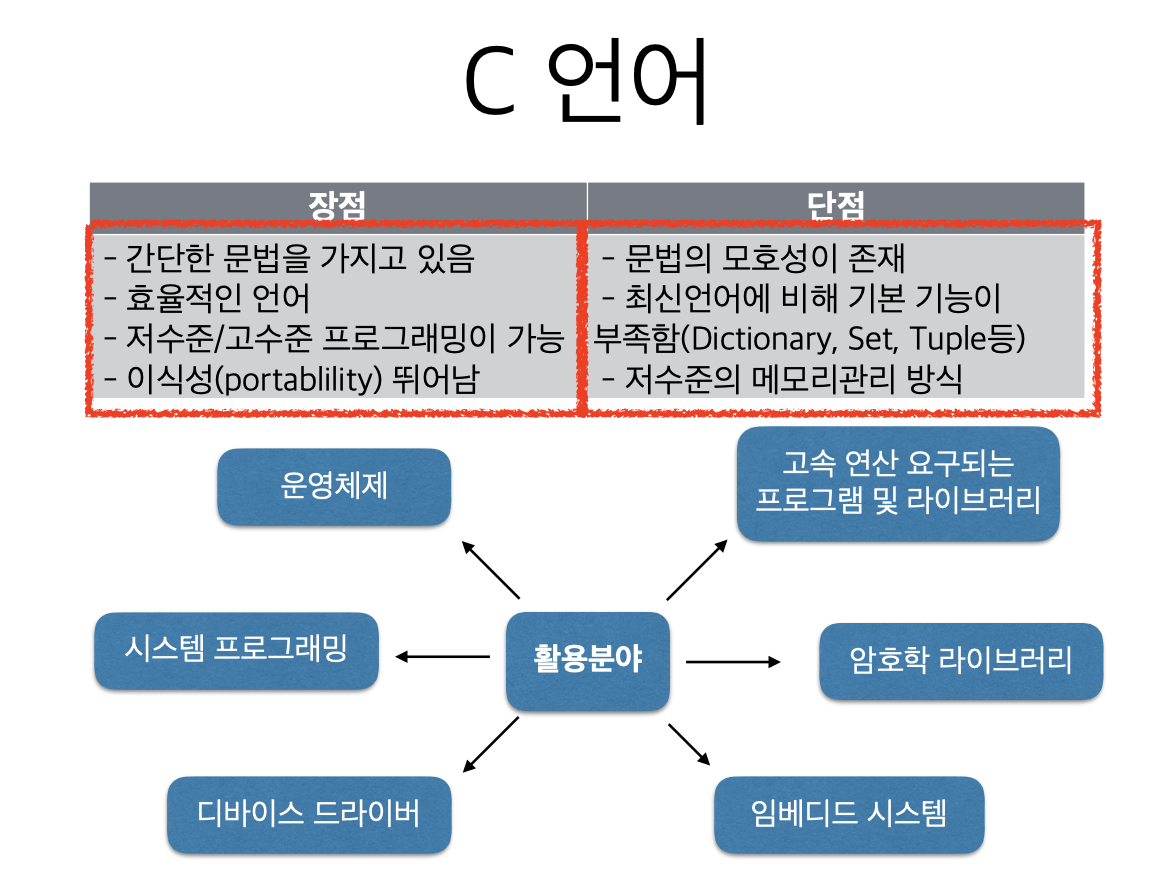 C 언어
장점
단점
- 간단한 문법을 가지고 있음
- 효율적인 언어
- 저수준/고수준 프로그래밍이 가능
- 이식성(portablility) 뛰어남
- 문법의 모호성이 존재
- 최신언어에 비해 기본 기능이
부족함(Dictionary, Set, Tuple등)
- 저수준의 메모리관리 방식
운영체제
고속 연산 요구되는
프로그램 및 라이브러리
시스템 프로그래밍
활용분야
암호학 라이브러리
디바이스 드라이버
임베디드 시스템